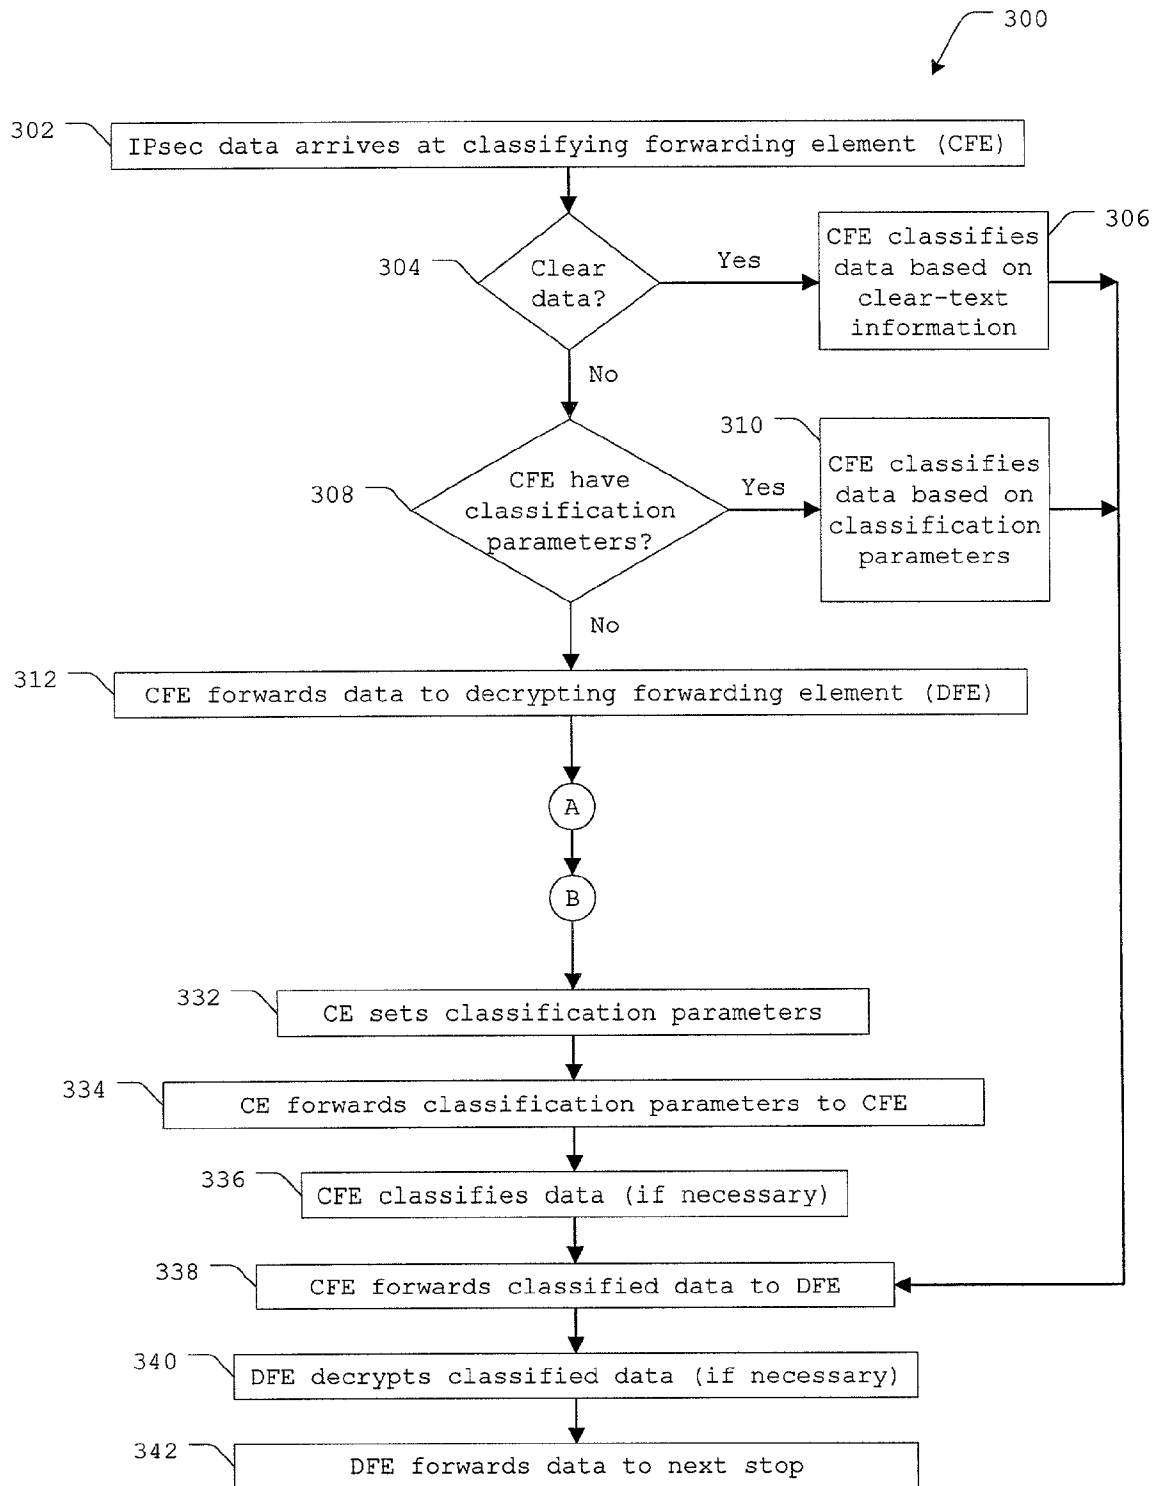 300
302
IPsec data arrives at classifying forwarding element (CFE)
304
Clear
data?
Yes
306
CFE classifies
data based on
clear-text
information
No
308
CFE have
classification
parameters?
Yes
310
CFE classifies
data based on
classification
parameters
No
312
CFE forwards data to decrypting forwarding element (DFE)
A
B
332
CE sets classification parameters
334
CE forwards classification parameters to CFE
336
CFE classifies data (if necessary)
338
CFE forwards classified data to DFE
340
DFE decrypts classified data (if necessary)
342
DFE forwards data to next stop